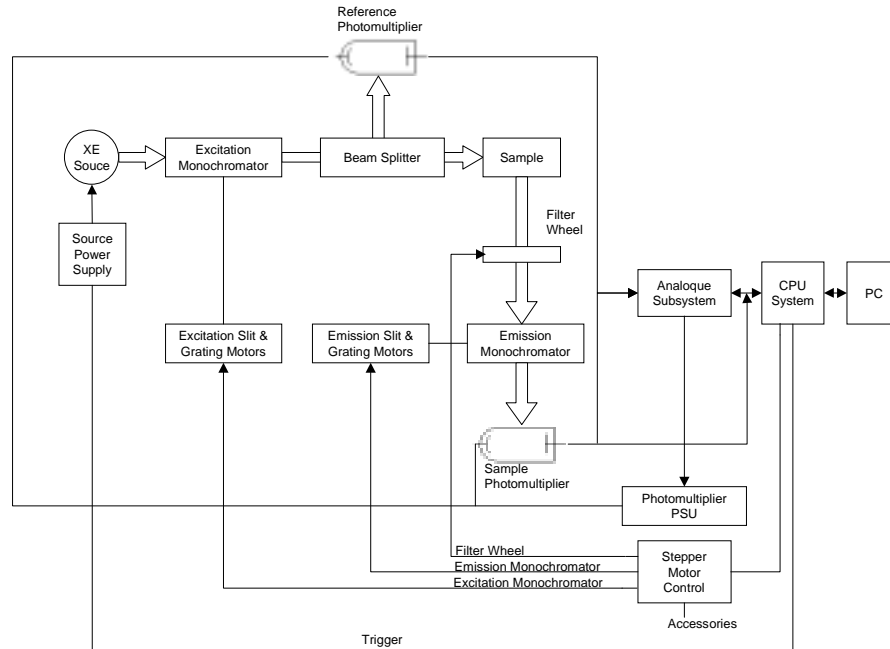 Reference
Photomultiplier
XE
Souce
Excitation
Monochromator
Beam Splitter
Sample
Filter
Wheel
Source
Power
Supply
Analoque
Subsystem
CPU
System
PC
Excitation Slit &
Grating Motors
Emission Slit &
Grating Motors
Emission
Monochromator
Sample
Photomultiplier
Photomultiplier
PSU
Filter Wheel
Emission Monochromator
Excitation Monochromator
Stepper
Motor
Control
Accessories
Trigger